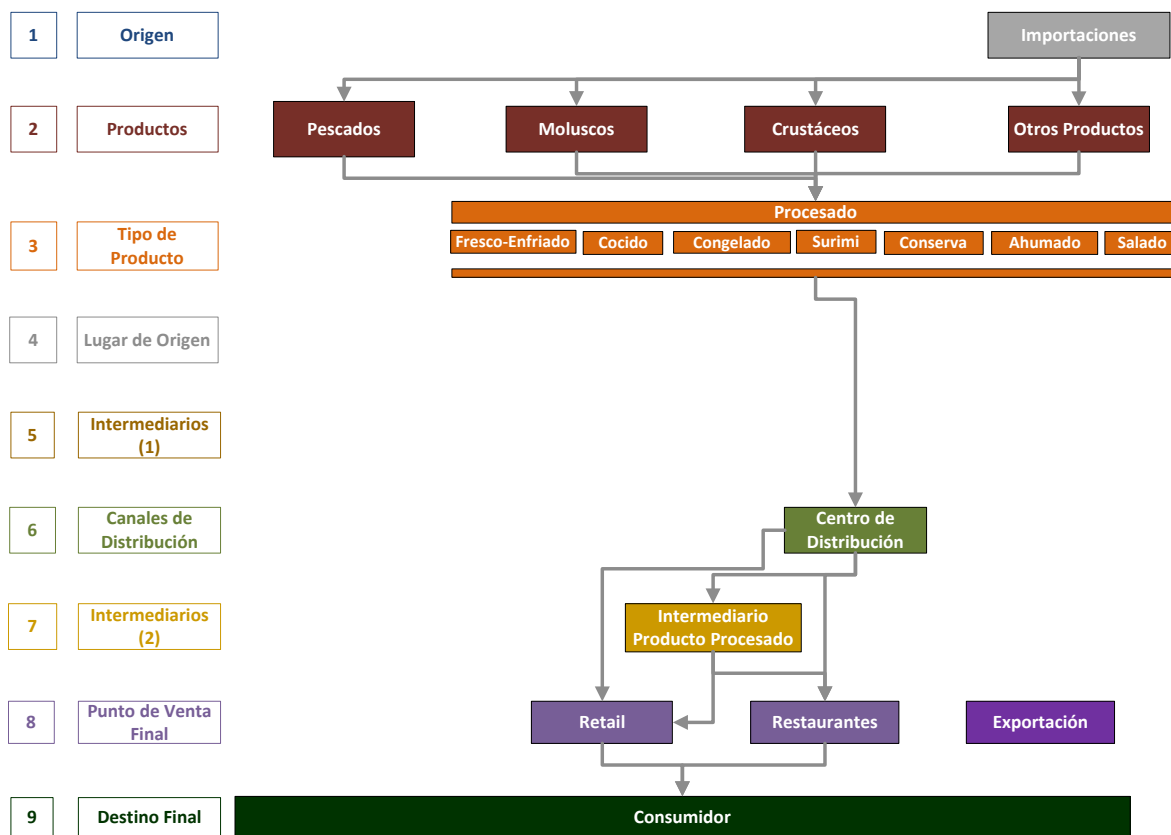 1
Origen
Importaciones
2
Productos
Pescados
Moluscos
Crustáceos
Otros Productos
Procesado
3
Tipo de
Producto
Fresco-Enfriado
Cocido
Congelado
Surimi
Conserva
Ahumado
Salado
4
Lugar de Origen
5
Intermediarios
(1)
6
Canales de
Distribución
Centro de
Distribución
7
Intermediarios
(2)
Intermediario
Producto Procesado
8
Punto de Venta
Final
Retail
Restaurantes
Exportación
9
Destino Final
Consumidor